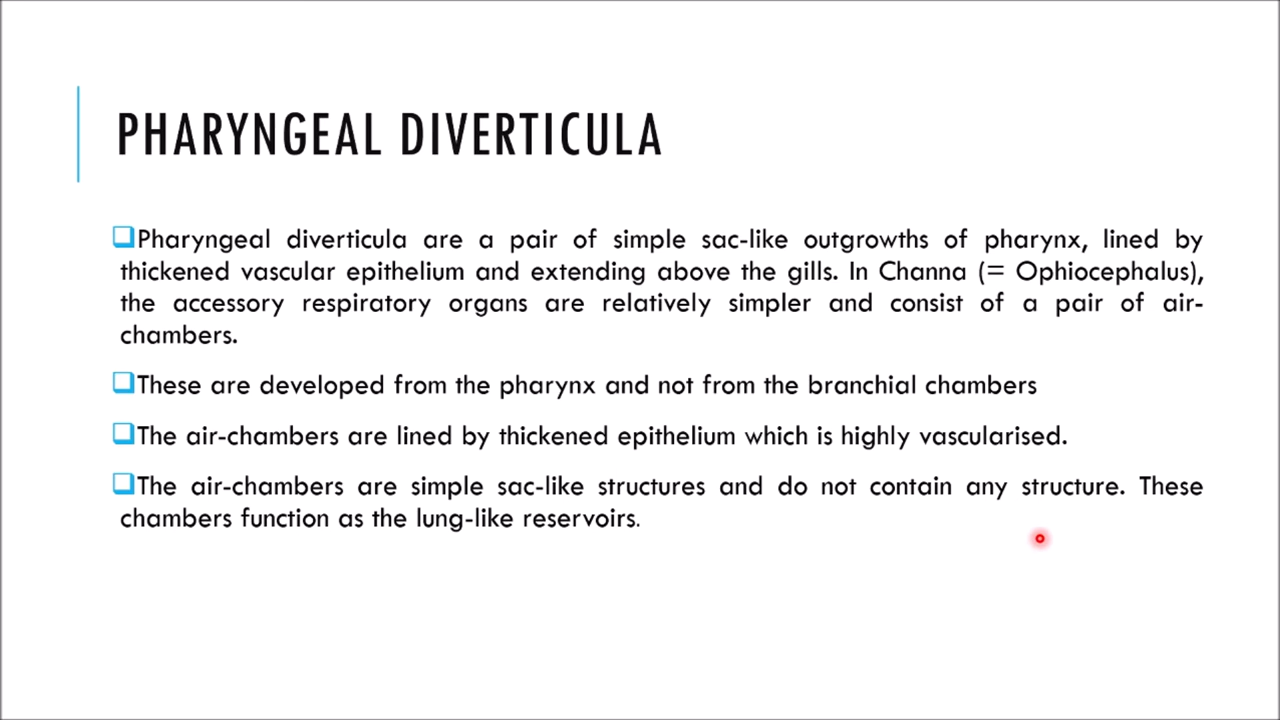 PHARYNGEAL DIVERTICULA
❑Pharyngeal diverticula are a pair of simple sac-like outgrowths of pharynx, lined by
thickened vascular epithelium and extending above the gills. In Channa (= Ophiocephalus),
the accessory respiratory organs are relatively simpler and consist of a pair of air-
chambers.
❑These are developed from the pharynx and not from the branchial chambers
❑The air-chambers are lined by thickened epithelium which is highly vascularised.
❑The air-chambers are simple sac-like structures and do not contain any structure. These
chambers function as the lung-like reservoirs.